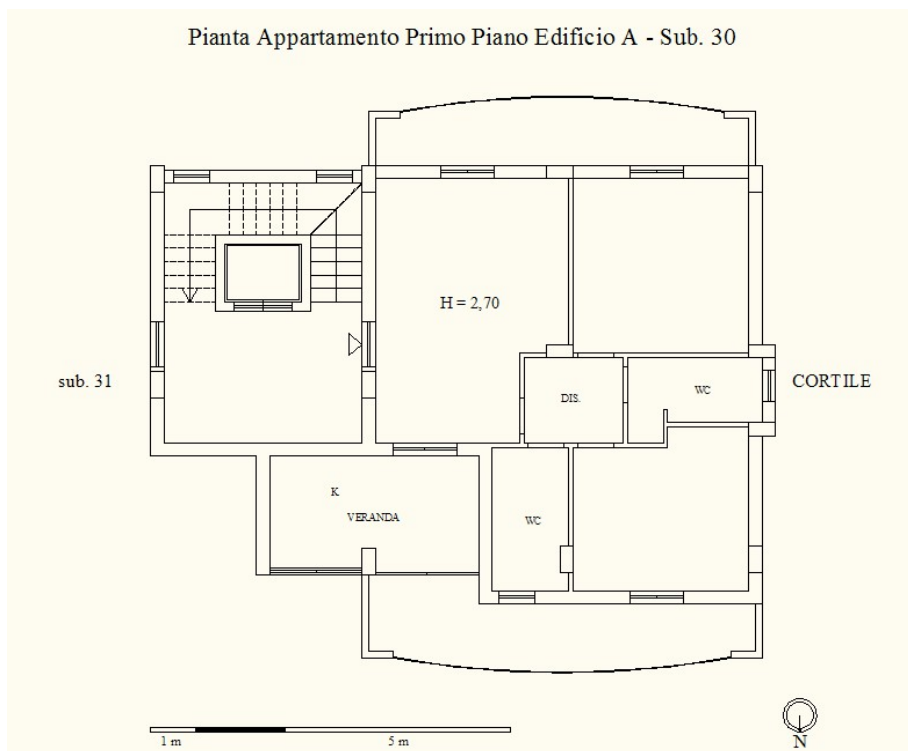 Pianta Appartamento Primo Piano Edificio A - Sub. 30
H = 2,70
sub. 31
WC
CORTILE
DIS.
K
VERANDA
WC
1 m
5 m
N